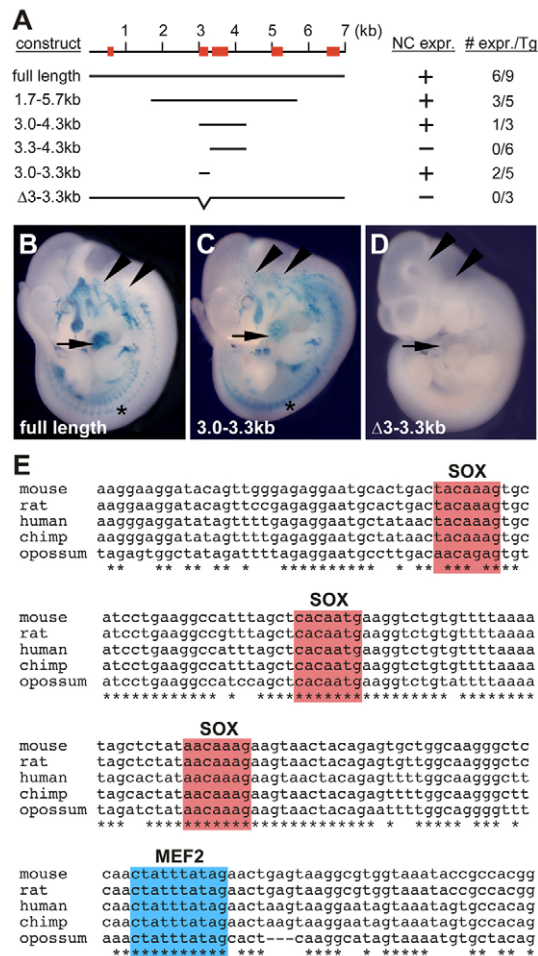 A
construct 1 2 3 4 5 6 7 (kb) NC expr. # expr./Tg
full length + 6/9
1.7-5.7kb + 3/5
3.0-4.3kb + 1/3
3.3-4.3kb − 0/6
3.0-3.3kb + 2/5
Δ3-3.3kb − 0/3
B C D
* *
full length 3.0-3.3kb Δ3-3.3kb
E
SOX
mouse aaggaaggatacagttgggagaggaatgcactgactacaaagtgc
rat aaggaaggatacagttccgagaggaatgcactgactacaaagtgc
human aagggaggatatagttttgagaggaatgctataactacaaagtgc
chimp aagggaggatatagttttgagaggaatgctataactacaaagtgc
opossum tagagtggctatagattttagaggaatgccttgacaacagagtgt
** ** ** * ********** * ** *** ** **
SOX
mouse atcctgaaggccatttagctcacaatgaaggtctgtgttttaaaa
rat atcctgaaggccgtttagctcacaatgaaggtctgtgttttaaaa
human atcctgaaggccatttagctcacaatgaaggtctgtgttttaaaa
chimp atcctgaaggccatttagctcacaatgaaggtctgtgttttaaaa
opossum atcctgaaggccatccagctcacaatgaaggtctgtattttaaaa
************ * ******************** ********
SOX
mouse tagctctataacaaagaagtaactacagagtgctggcaagggctc
rat tagctctataacaaagaagtaactacagagtgctggcaagggctc
human tagcactataacaaagaagtaactacagagttttggcaagggctt
chimp tagcactataacaaagaagtaactacagagttttggcaagggctt
opossum tagatctataacaaagaagtaactacagaattttggcaggggttt
*** ************************ * ***** *** *
MEF2
mouse caactatttatagaactgagtaaggcgtggtaaataccgccacgg
rat caactatttatagaactgagtaaggcgtggtaaataccgccacgg
human caactatttatagaactaagtaaggaatagtaaatagtgccacag
chimp caactatttatagaactaagtaaggaatagtaaatagtgccacag
opossum aaactatttatagcact---caaggcatagtaaaatgtgctacag
************ *** **** * ***** ** ** *